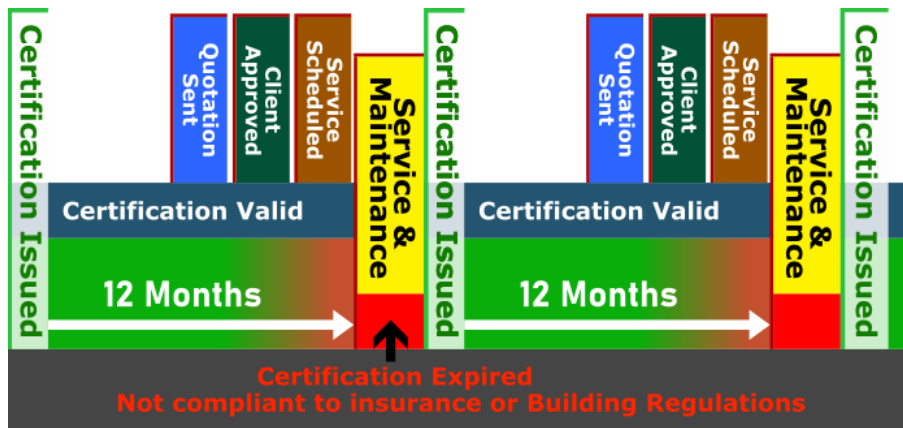 Certification Issued
Quotation
Sent
Client
Approved
Service
Scheduled
Service &
Maintenance
Certification Issued
Quotation
Sent
Client
Approved
Service
Scheduled
Service &
Maintenance
Certification Issued
Certification Valid
Certification Valid
12 Months
12 Months
Certification Expired
Not compliant to insurance or Building Regulations